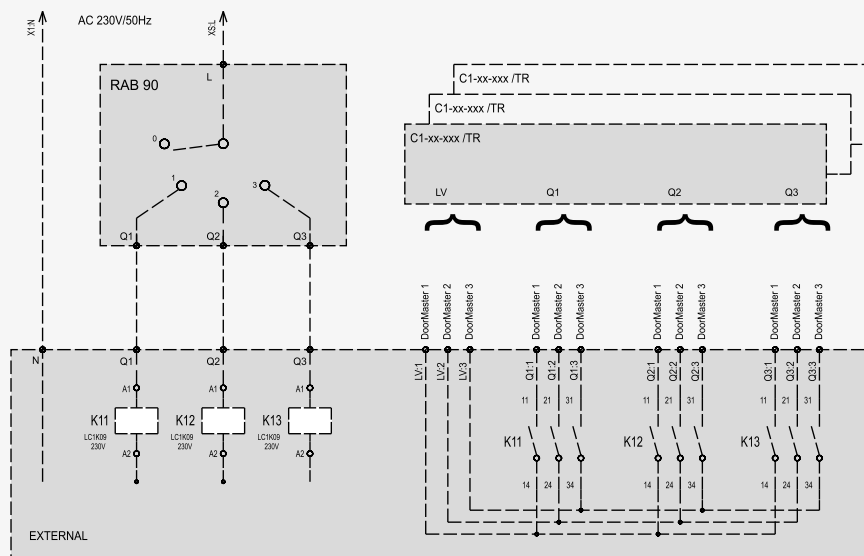 X1:N
AC 230V/50Hz
XS:L
RAB 90
L
0
1
2
3
Q1
Q2
Q3
C1-xx-xxx /TR
C1-xx-xxx /TR
C1-xx-xxx /TR
LV
Q1
Q2
Q3
DoorMaster 1
DoorMaster 2
DoorMaster 3
DoorMaster 1
DoorMaster 2
DoorMaster 3
DoorMaster 1
DoorMaster 2
DoorMaster 3
DoorMaster 1
DoorMaster 2
DoorMaster 3
N
Q1
Q2
Q3
LV:1
LV:2
LV:3
Q1:1
Q1:2
Q1:3
Q2:1
Q2:2
Q2:3
Q3:1
Q3:2
Q3:3
A1
A1
A1
K11
LC1K09
230V
K12
LC1K09
230V
K13
LC1K09
230V
A2
A2
A2
11
21
31
11
21
31
11
21
31
K11
K12
K13
14
24
34
14
24
34
14
24
34
EXTERNAL